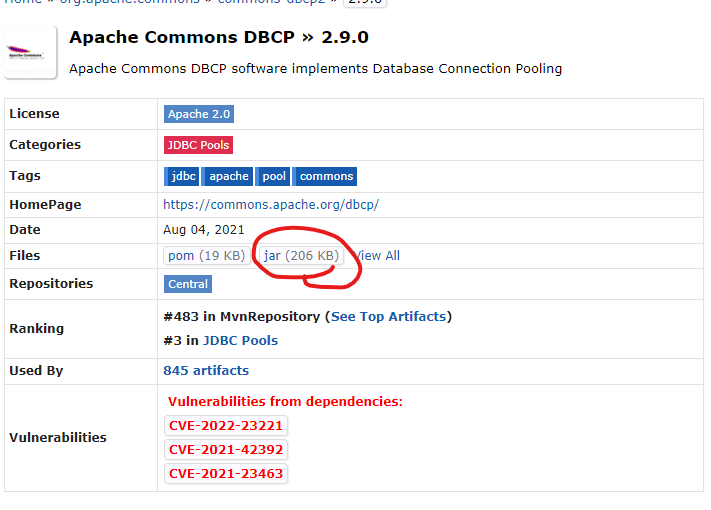 Home » org.apache.commons » commons-dbcp2 » 2.9.0
Apache Commons
Apache Commons DBCP » 2.9.0
Apache Commons DBCP software implements Database Connection Pooling
License Apache 2.0
Categories JDBC Pools
Tags jdbc apache pool commons
HomePage https://commons.apache.org/dbcp/
Date Aug 04, 2021
Files pom (19 KB) jar (206 KB) View All
Repositories Central
Ranking #483 in MvnRepository (See Top Artifacts)
#3 in JDBC Pools
Used By 845 artifacts
Vulnerabilities Vulnerabilities from dependencies:
CVE-2022-23221
CVE-2021-42392
CVE-2021-23463